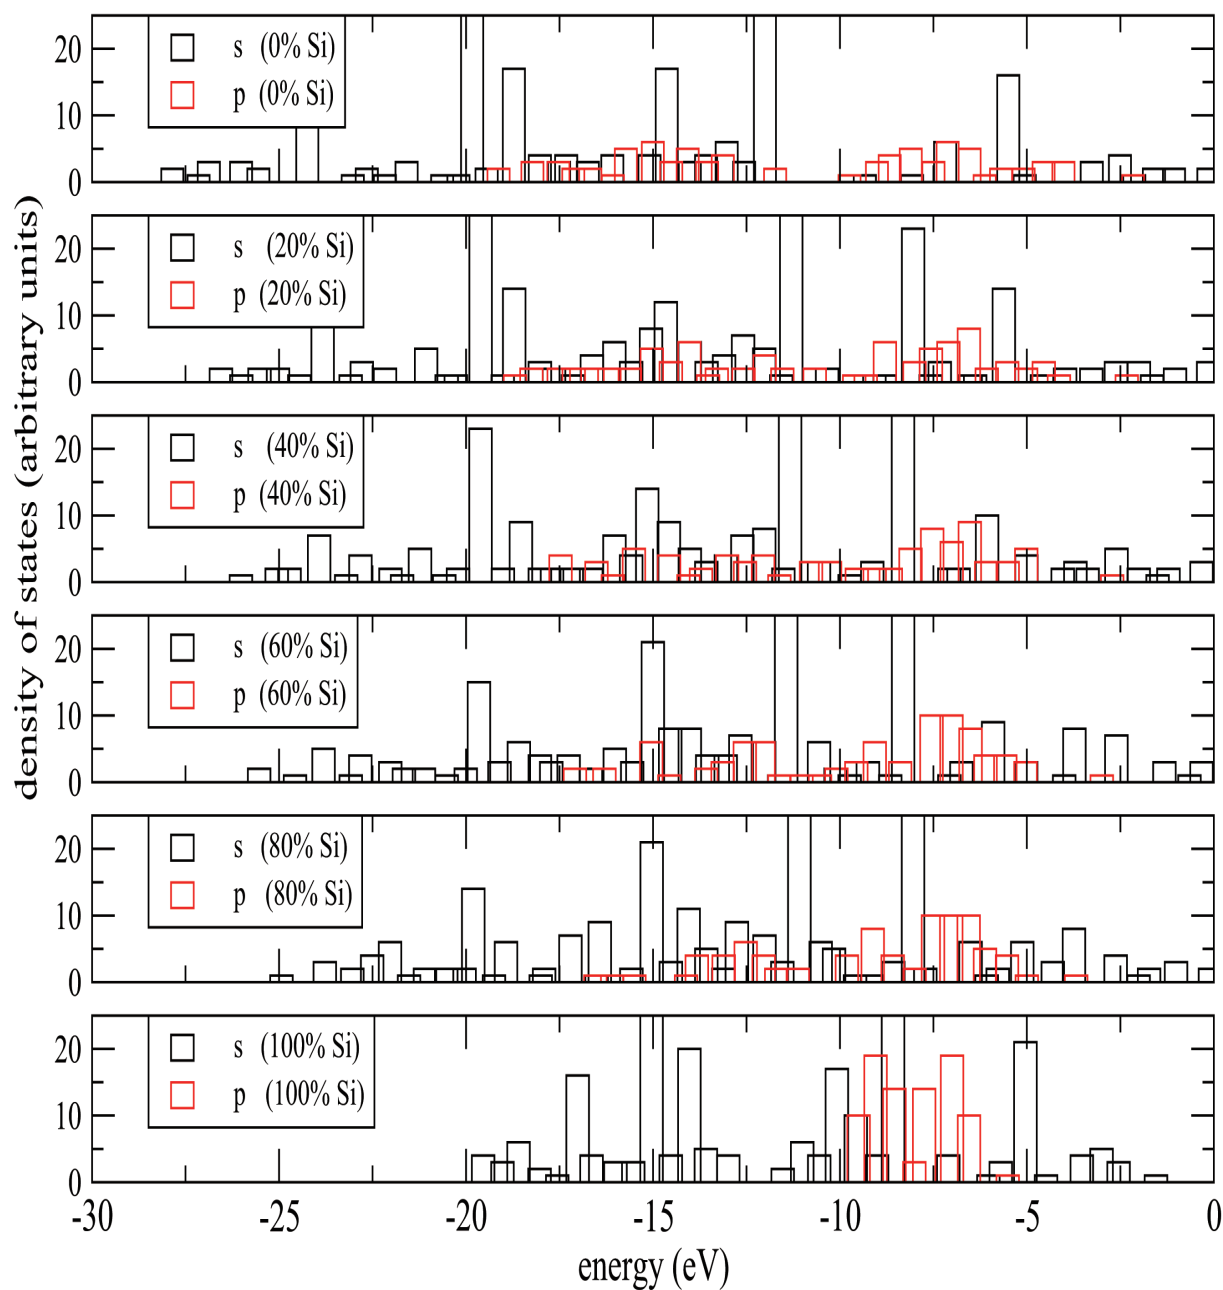 density of states (arbitrary units)
20
10
0
s (0% Si)
p (0% Si)
20
10
0
s (20% Si)
p (20% Si)
20
10
0
s (40% Si)
p (40% Si)
20
10
0
s (60% Si)
p (60% Si)
20
10
0
s (80% Si)
p (80% Si)
20
10
0
s (100% Si)
p (100% Si)
-30 -25 -20 -15 -10 -5 0
energy (eV)